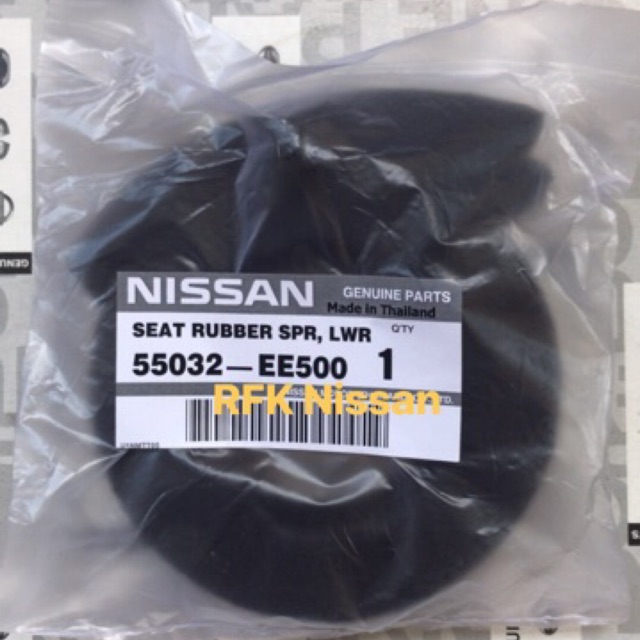 NISSAN GENUINE PARTS
Made in Thailand
SEAT RUBBER SPR, LWR Q'TY
55032-EE500 1
RFK Nissan